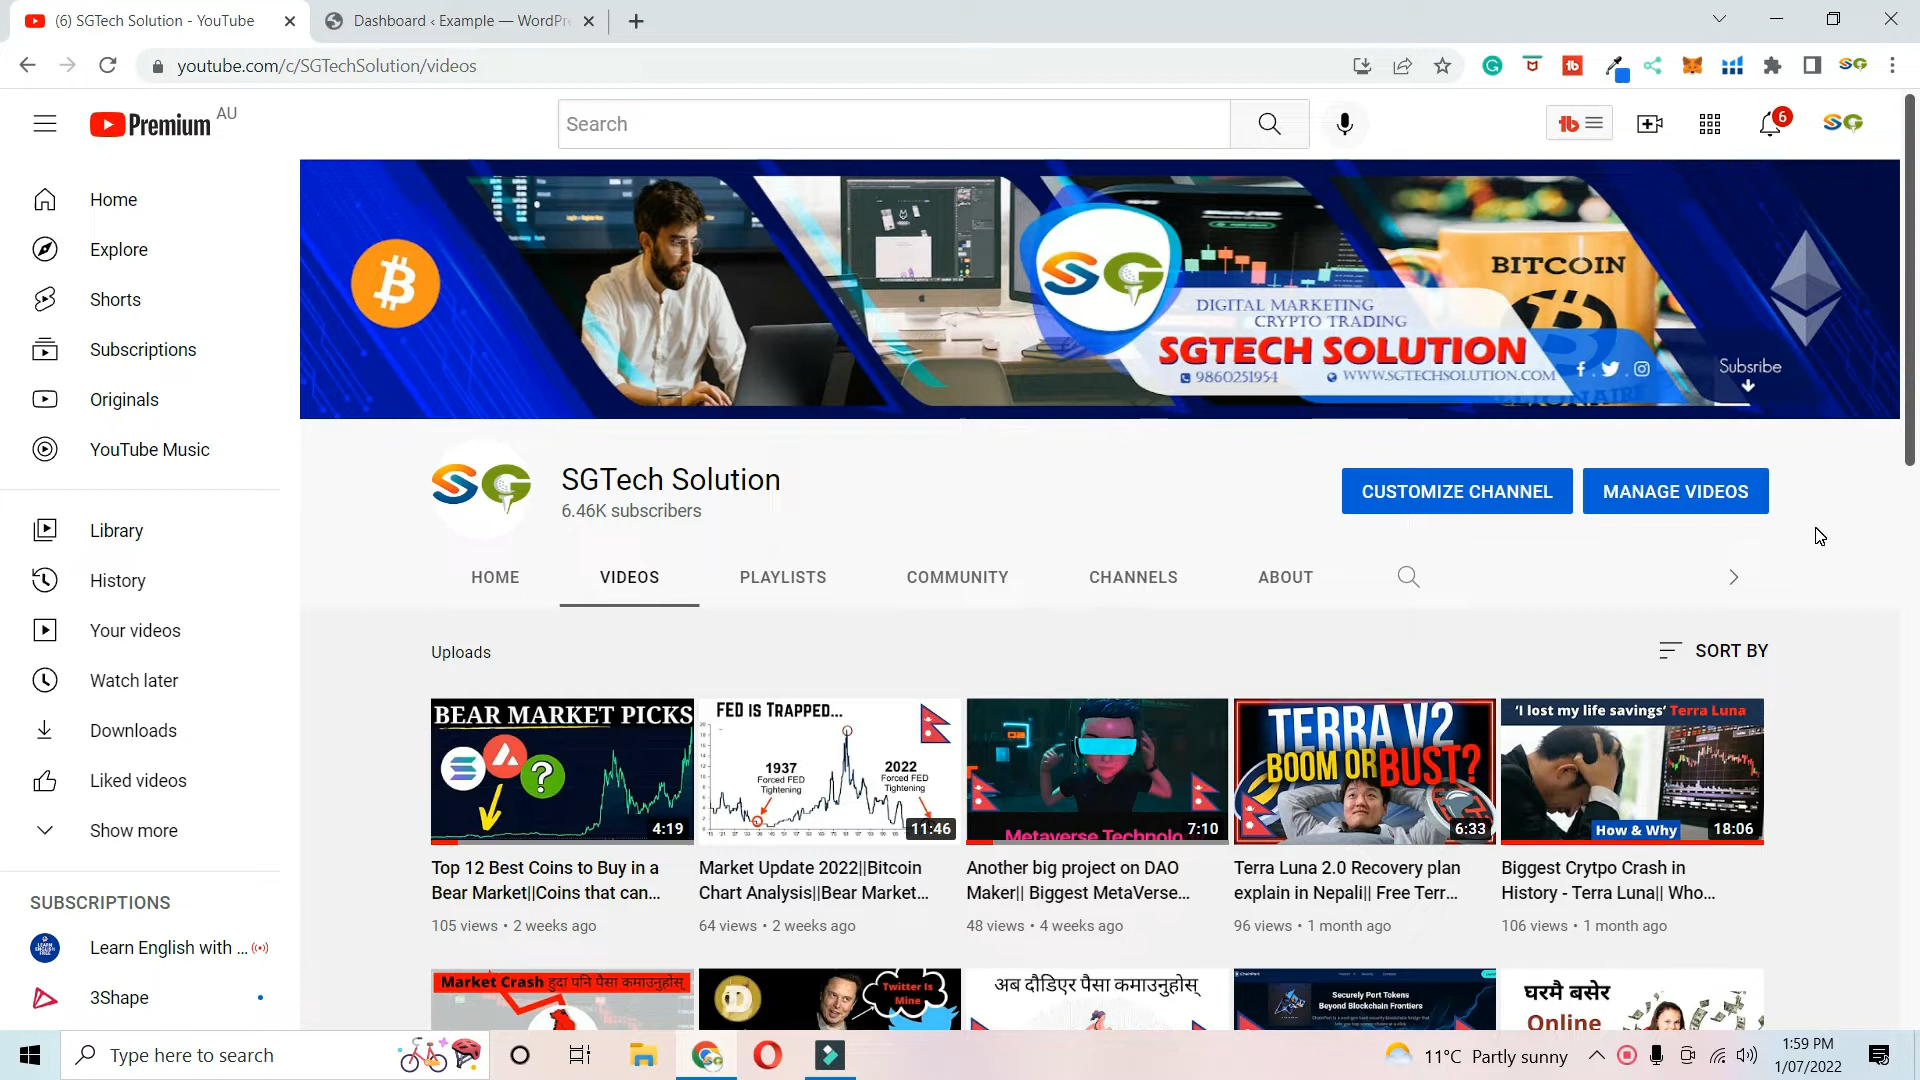 (6) SGTech Solution - YouTube
Dashboard ‹ Example — WordPr
youtube.com/c/SGTechSolution/videos
Premium
AU
Search
6
SG
Home
Explore
Shorts
Subscriptions
Originals
YouTube Music
Library
History
Your videos
Watch later
Downloads
Liked videos
Show more
SUBSCRIPTIONS
Learn English with ...
3Shape
SG
BITCOIN
DIGITAL MARKETING
CRYPTO TRADING
SGTECH SOLUTION
9860251954
WWW.SGTECHSOLUTION.COM
Subsribe
SG
SGTech Solution
6.46K subscribers
CUSTOMIZE CHANNEL
MANAGE VIDEOS
HOME
VIDEOS
PLAYLISTS
COMMUNITY
CHANNELS
ABOUT
Uploads
SORT BY
BEAR MARKET PICKS
?
4:19
FED IS TRAPPED...
1937
Forced FED
Tightening
2022
Forced FED
Tightening
11:46
Metaverse Technolo
7:10
TERRA V2
BOOM OR BUST?
6:33
'I lost my life savings' Terra Luna
How & Why
18:06
Top 12 Best Coins to Buy in a
Bear Market||Coins that can...
105 views • 2 weeks ago
Market Update 2022||Bitcoin
Chart Analysis||Bear Market...
64 views • 2 weeks ago
Another big project on DAO
Maker|| Biggest MetaVerse...
48 views • 4 weeks ago
Terra Luna 2.0 Recovery plan
explain in Nepali|| Free Terr...
96 views • 1 month ago
Biggest Crytpo Crash in
History - Terra Luna|| Who...
106 views • 1 month ago
Market Crash हुदा पनि पैसा कमाउनुहोस्
Twitter Is
Mine
अब दौडिएर पैसा कमाउनुहोस्
Securely Port Tokens
Beyond Blockchain Frontiers
घरमै बसेर
Online
Type here to search
11°C Partly sunny
1:59 PM
1/07/2022